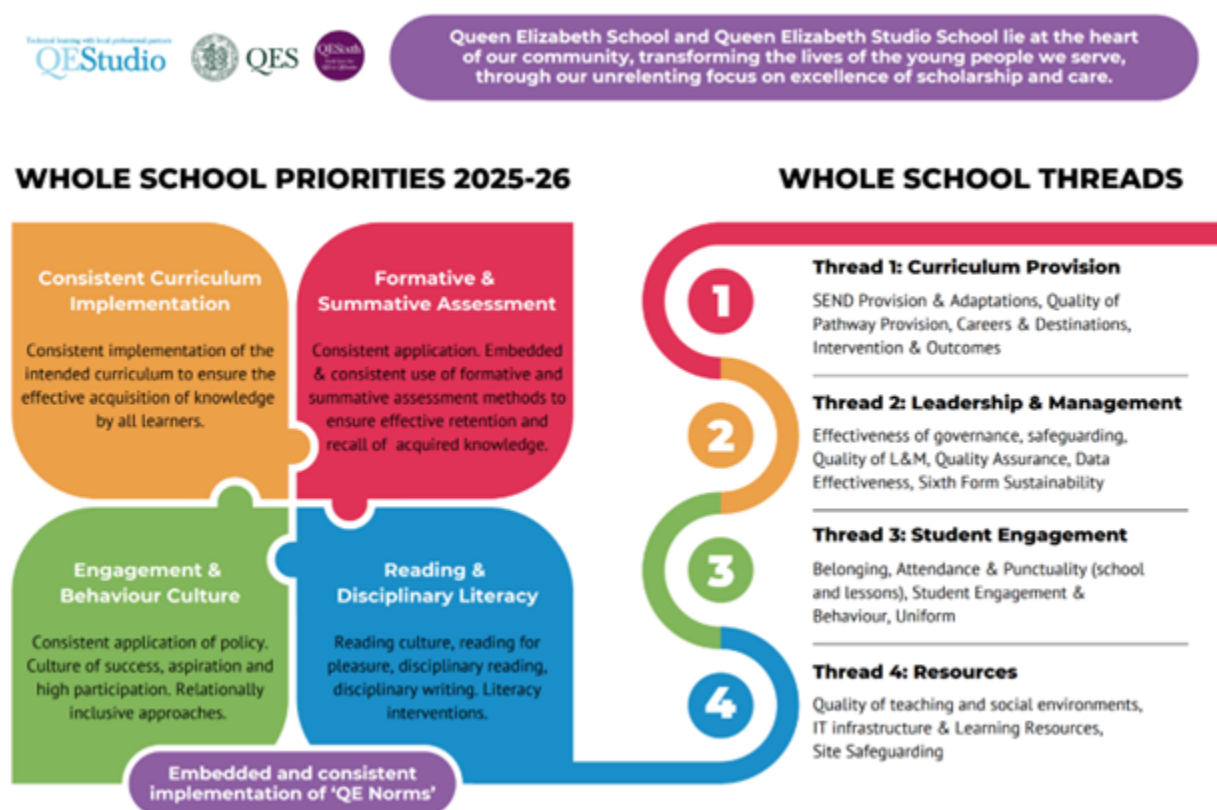 Technical learning with local professional partners
QEStudio
QES
QESixth
Queen Elizabeth School and Queen Elizabeth Studio School lie at the heart
of our community, transforming the lives of the young people we serve,
through our unrelenting focus on excellence of scholarship and care.
WHOLE SCHOOL PRIORITIES 2025-26
Consistent Curriculum
Implementation
Consistent implementation of the
intended curriculum to ensure the
effective acquisition of knowledge
by all learners.
Formative &
Summative Assessment
Consistent application. Embedded
& consistent use of formative and
summative assessment methods to
ensure effective retention and
recall of acquired knowledge.
Engagement &
Behaviour Culture
Consistent application of policy.
Culture of success, aspiration and
high participation. Relationally
inclusive approaches.
Reading &
Disciplinary Literacy
Reading culture, reading for
pleasure, disciplinary reading,
disciplinary writing. Literacy
interventions.
Embedded and consistent
implementation of ‘QE Norms’
WHOLE SCHOOL THREADS
1
Thread 1: Curriculum Provision
SEND Provision & Adaptations, Quality of
Pathway Provision, Careers & Destinations,
Intervention & Outcomes
2
Thread 2: Leadership & Management
Effectiveness of governance, safeguarding,
Quality of L&M, Quality Assurance, Data
Effectiveness, Sixth Form Sustainability
3
Thread 3: Student Engagement
Belonging, Attendance & Punctuality (school
and lessons), Student Engagement &
Behaviour, Uniform
4
Thread 4: Resources
Quality of teaching and social environments,
IT infrastructure & Learning Resources,
Site Safeguarding